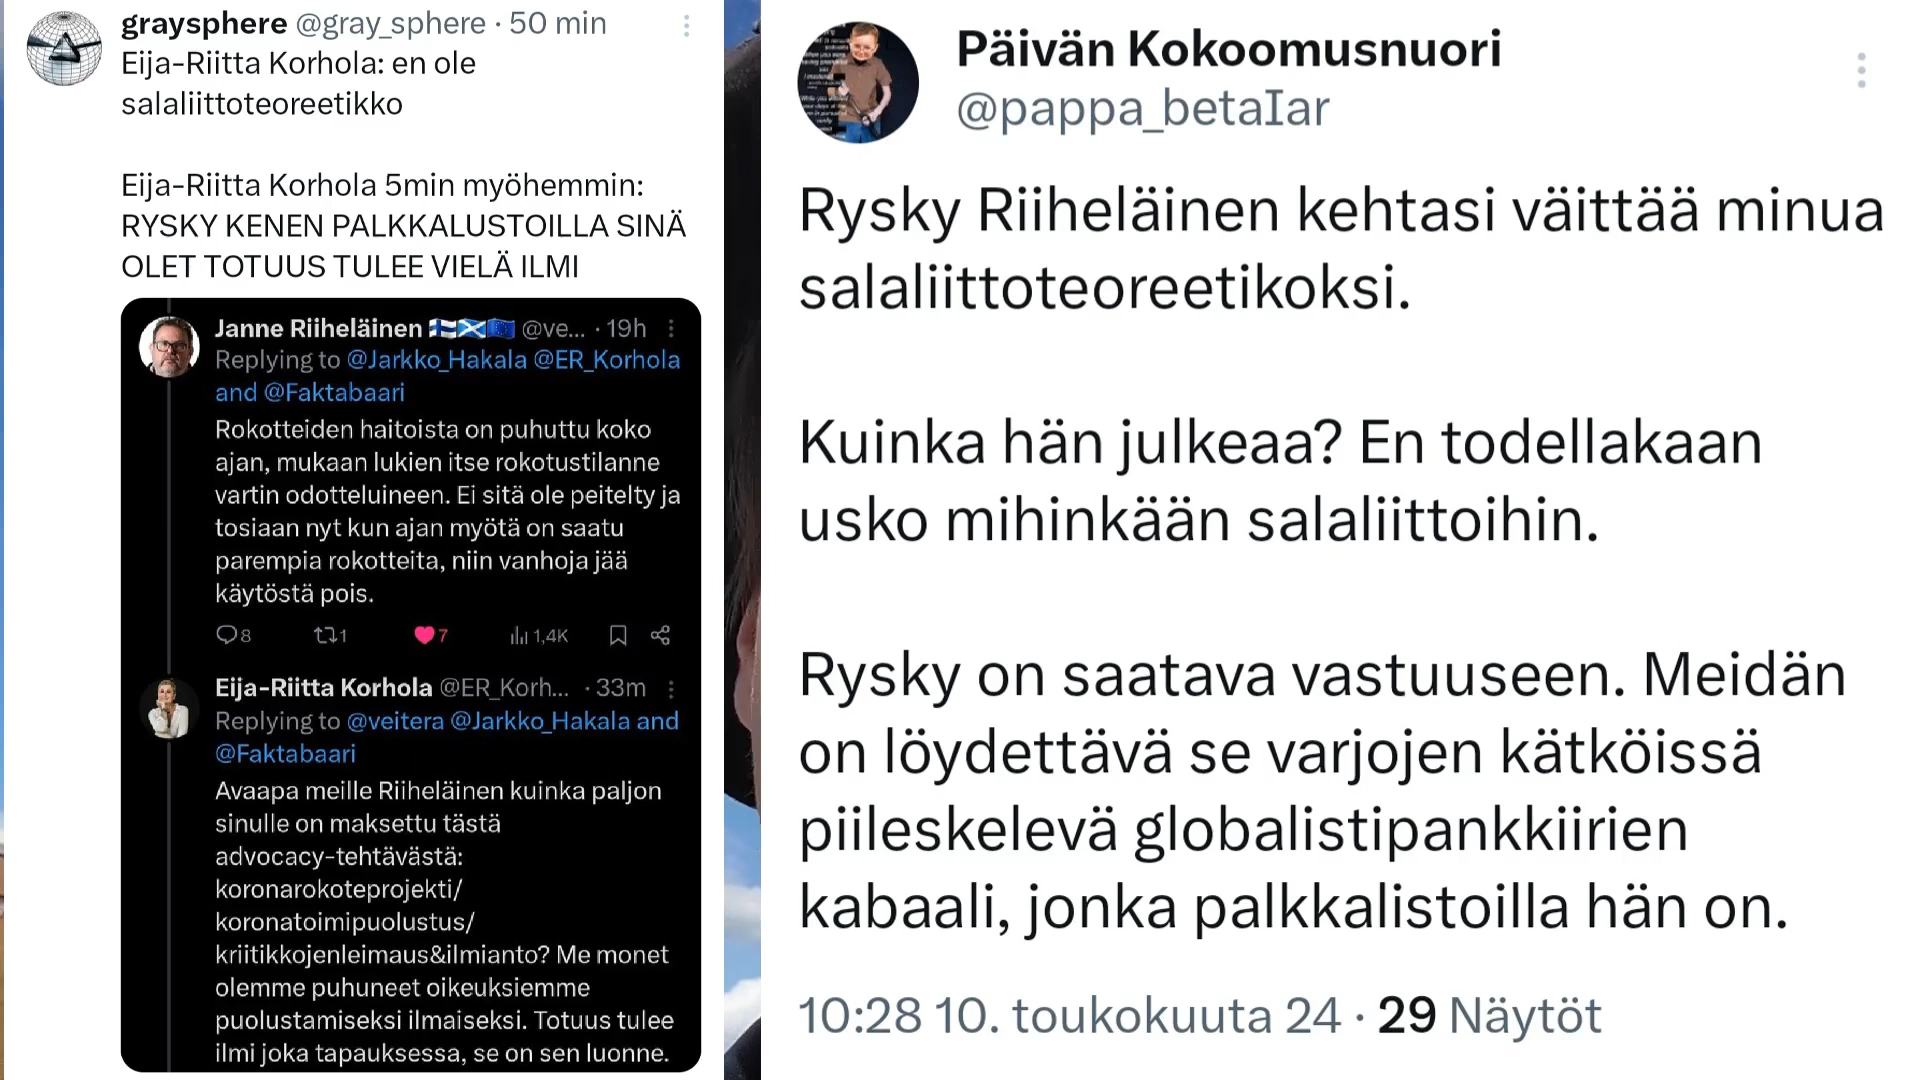 graysphere @gray_sphere · 50 min
Eija-Riitta Korhola: en ole
salaliittoteoreetikko
Eija-Riitta Korhola 5min myöhemmin:
RYSKY KENEN PALKKALUSTOILLA SINÄ
OLET TOTUUS TULEE VIELÄ ILMI
Janne Riiheläinen 🇫🇮🏴󠁧󠁢󠁳󠁣󠁴󠁿🇪🇺 @ve... · 19h
Replying to @Jarkko_Hakala @ER_Korhola
and @Faktabaari
Rokotteiden haitoista on puhuttu koko
ajan, mukaan lukien itse rokotustilanne
vartin odotteluineen. Ei sitä ole peitelty ja
tosiaan nyt kun ajan myötä on saatu
parempia rokotteita, niin vanhoja jää
käytöstä pois.
8 1 7 1,4K
Eija-Riitta Korhola @ER_Korh... · 33m
Replying to @veitera @Jarkko_Hakala and
@Faktabaari
Avaapa meille Riiheläinen kuinka paljon
sinulle on maksettu tästä
advocacy-tehtävästä:
koronarokoteprojekti/
koronatoimipuolustus/
kriitikkojenleimaus&ilmianto? Me monet
olemme puhuneet oikeuksiemme
puolustamiseksi ilmaiseksi. Totuus tulee
ilmi joka tapauksessa, se on sen luonne.
Päivän Kokoomusnuori
@pappa_betaIar
Rysky Riiheläinen kehtasi väittää minua
salaliittoteoreetikoksi.
Kuinka hän julkeaa? En todellakaan
usko mihinkään salaliittoihin.
Rysky on saatava vastuuseen. Meidän
on löydettävä se varjojen kätköissä
piileskelevä globalistipankkiirien
kabaali, jonka palkkalistoilla hän on.
10:28 10. toukokuuta 24 · 29 Näytöt